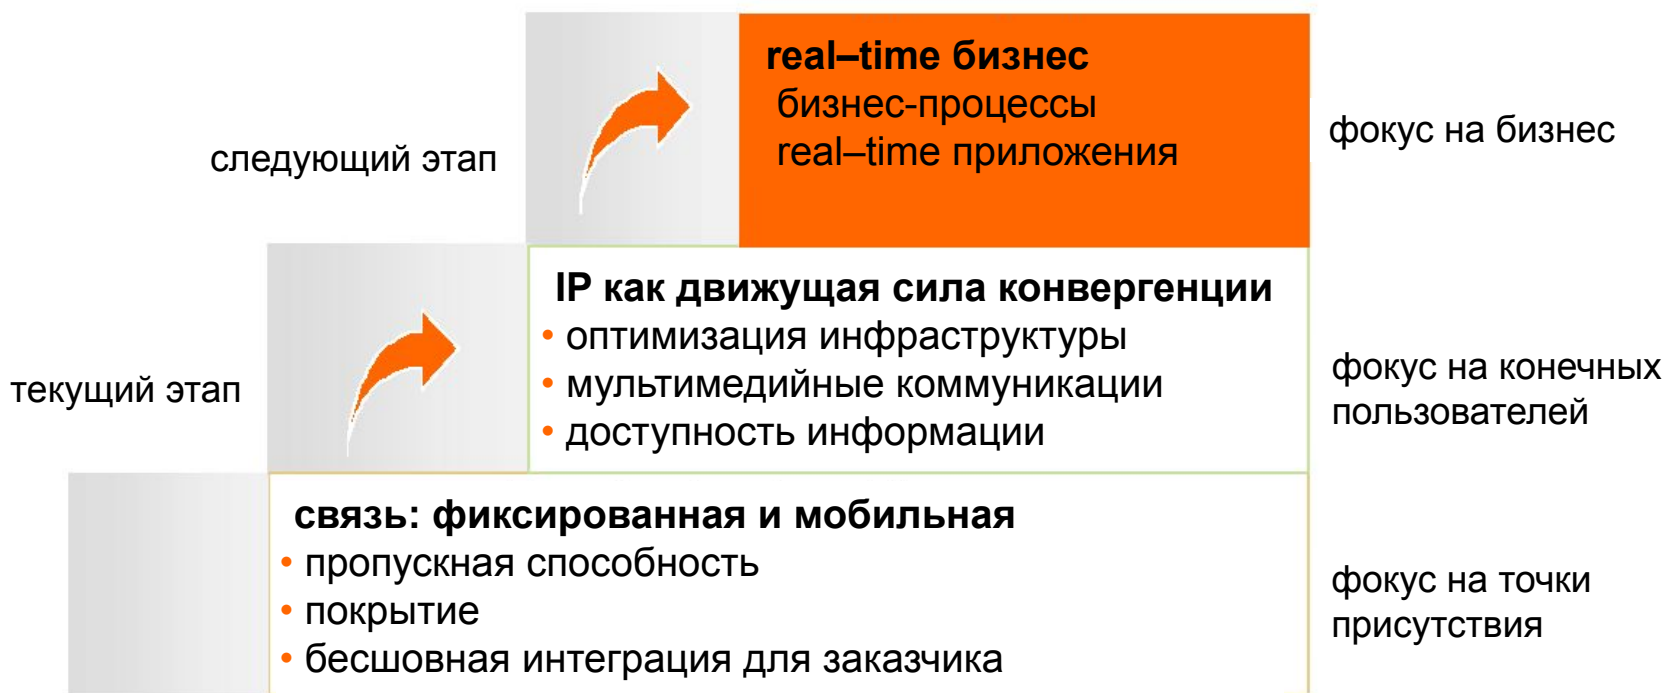 real–time бизнес
бизнес-процессы
real–time приложения
следующий этап
фокус на бизнес
IP как движущая сила конвергенции
• оптимизация инфраструктуры
• мультимедийные коммуникации
• доступность информации
текущий этап
фокус на конечных
пользователей
связь: фиксированная и мобильная
• пропускная способность
• покрытие
• бесшовная интеграция для заказчика
фокус на точки
присутствия